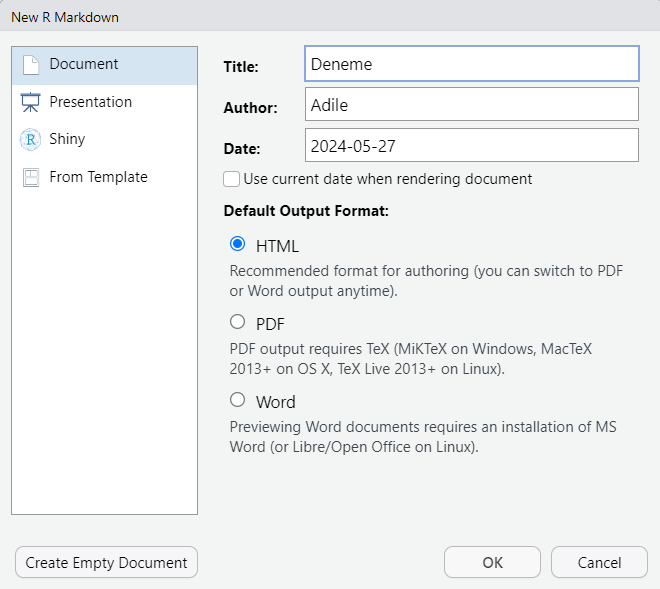 New R Markdown
Document
Presentation
R
Shiny
From Template
Title:
Deneme
Author:
Adile
Date:
2024-05-27
Use current date when rendering document
Default Output Format:
HTML
Recommended format for authoring (you can switch to PDF
or Word output anytime).
PDF
PDF output requires TeX (MiKTeX on Windows, MacTeX
2013+ on OS X, TeX Live 2013+ on Linux).
Word
Previewing Word documents requires an installation of MS
Word (or Libre/Open Office on Linux).
Create Empty Document
OK
Cancel